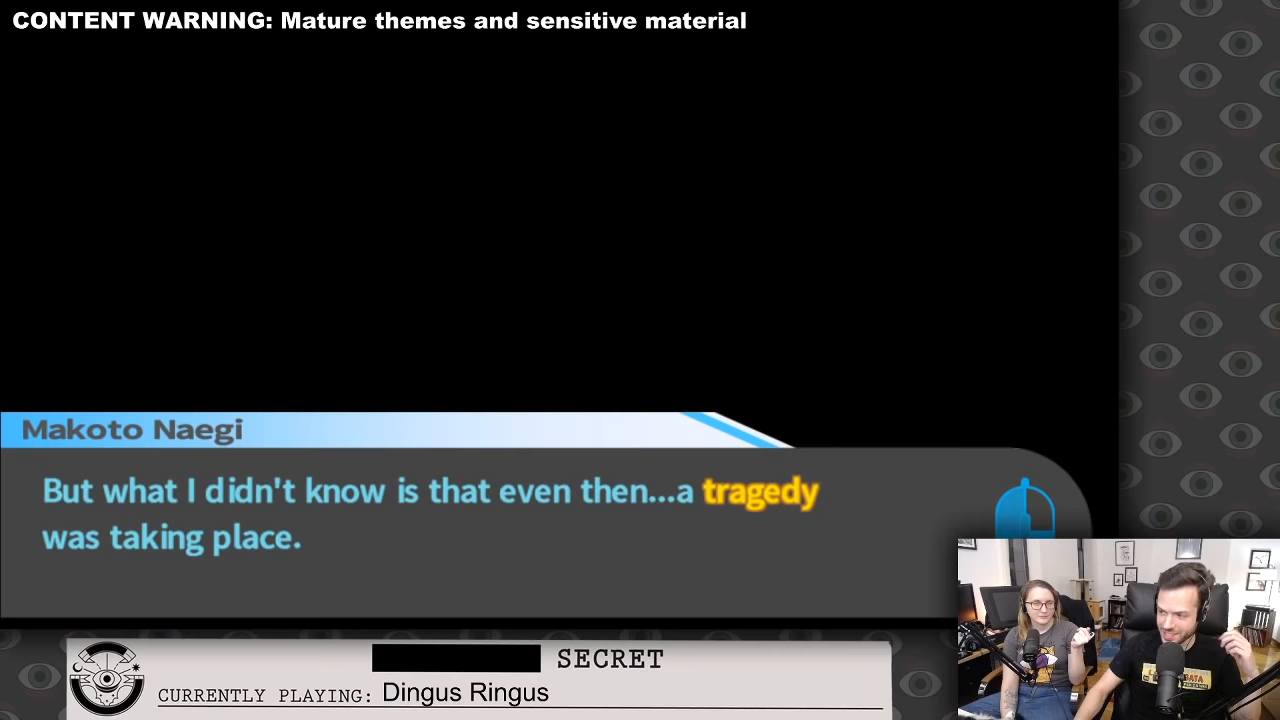 CONTENT WARNING: Mature themes and sensitive material
Makoto Naegi
But what I didn't know is that even then...a tragedy
was taking place.
SECRET
CURRENTLY PLAYING: Dingus Ringus